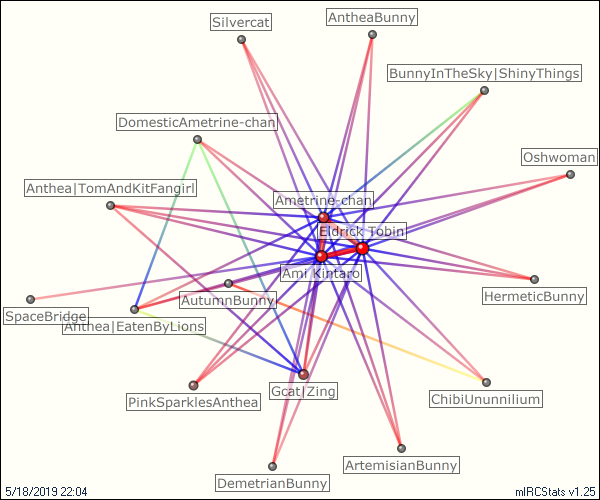 Silvercat
AntheaBunny
BunnyInTheSky|ShinyThings
DomesticAmetrine-chan
Oshwoman
Anthea|TomAndKitFangirl
Ametrine-chan
Eldrick Tobin
Ami Kintaro
HermeticBunny
AutumnBunny
SpaceBridge
Anthea|EatenByLions
Gcat|Zing
PinkSparklesAnthea
ChibiUnunnilium
ArtemisianBunny
DemetrianBunny
5/18/2019 22:04
mIRCStats v1.25